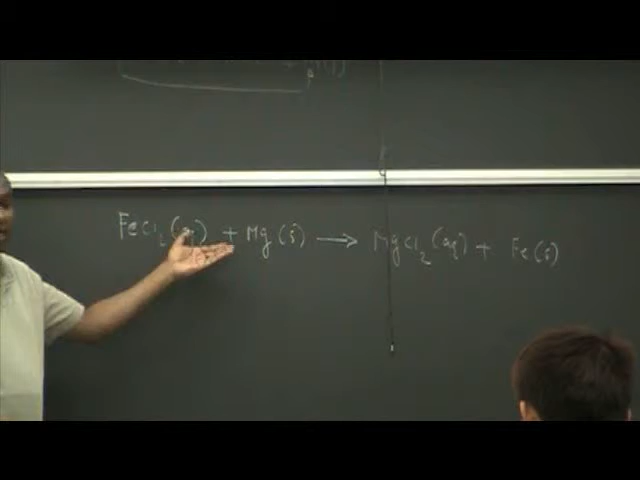 FeCl₂ (aq) + Mg (s) ⟶ MgCl₂ (aq) + Fe (s)